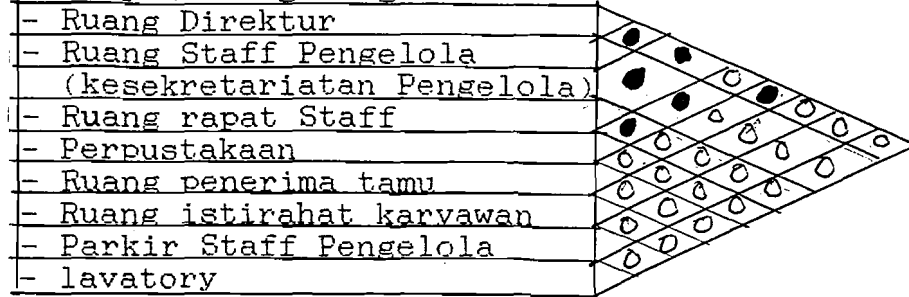 - Ruang Direktur
- Ruang Staff Pengelola
(kesekretariatan Pengelola)
- Ruang rapat Staff
- Perpustakaan
- Ruang penerima tamu
- Ruang istirahat karyawan
- Parkir Staff Pengelola
- lavatory